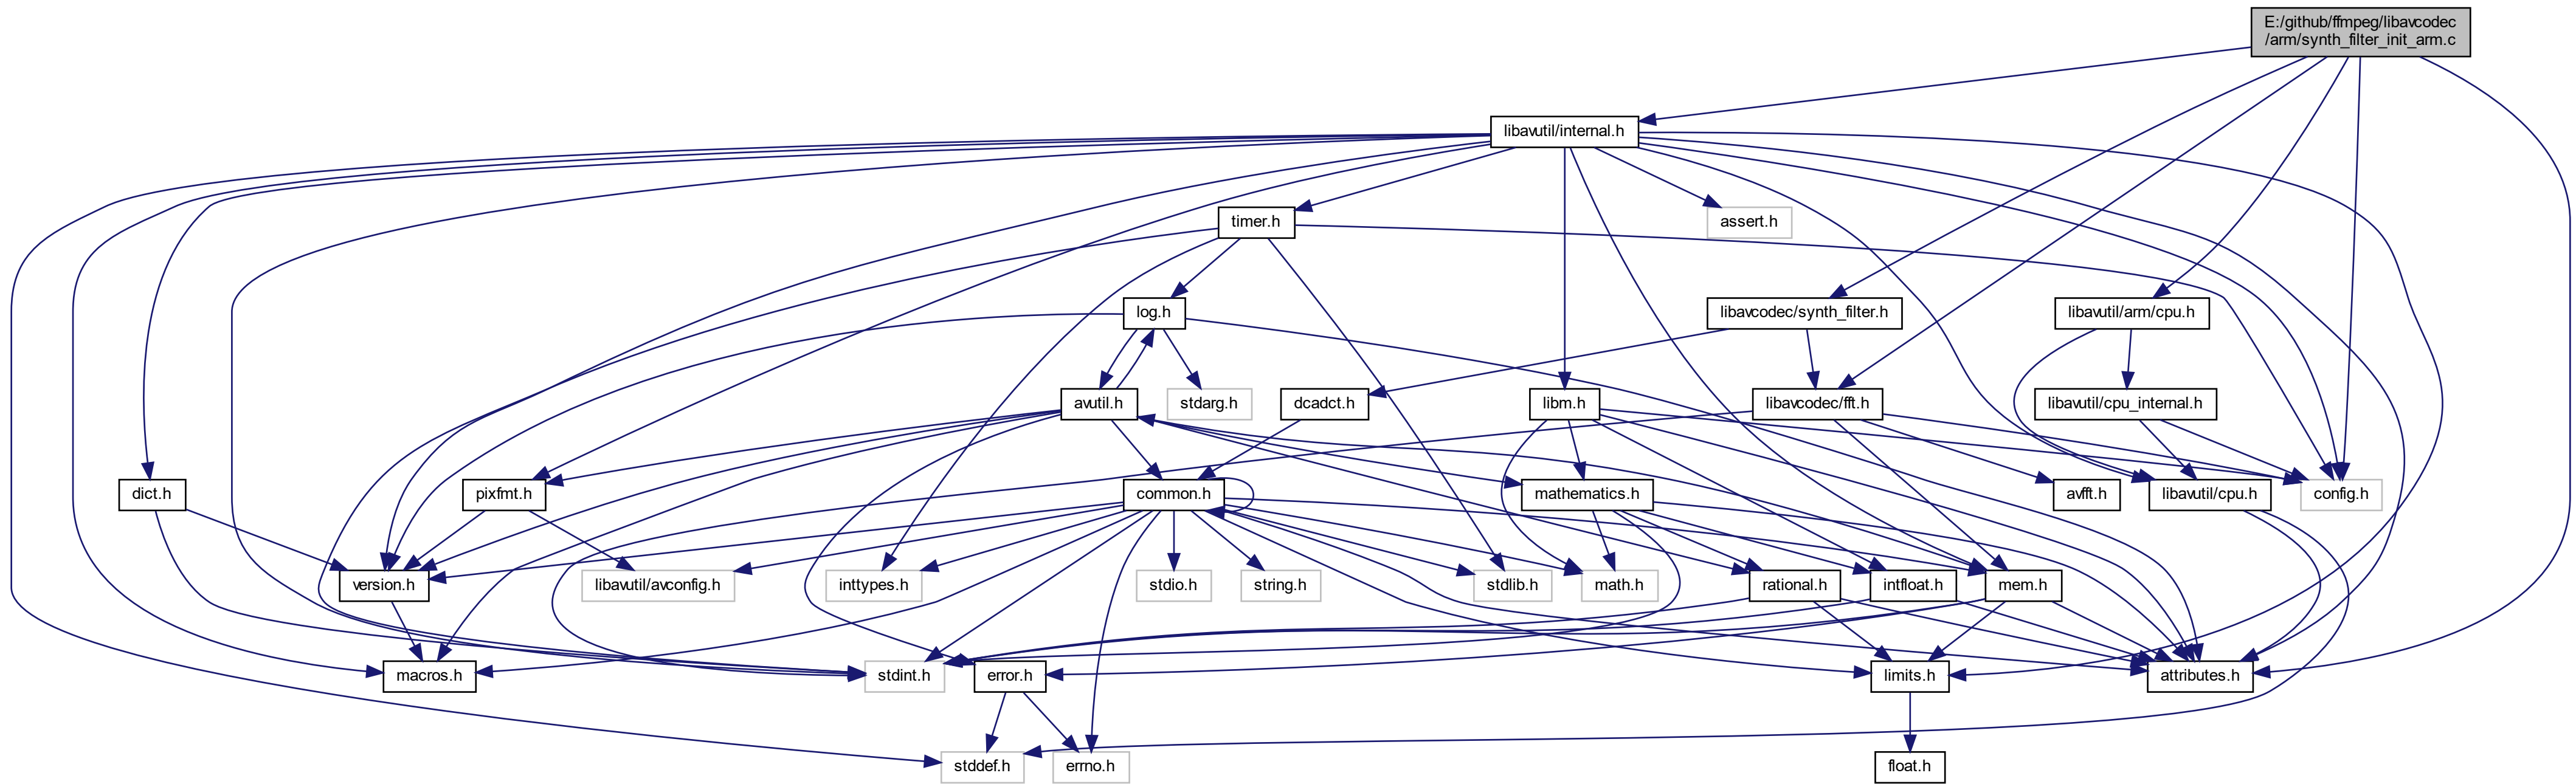 E:/github/ffmpeg/libavcodec
/arm/synth_filter_init_arm.c
libavutil/internal.h
timer.h
assert.h
log.h
libavcodec/synth_filter.h
libavutil/arm/cpu.h
avutil.h
stdarg.h
dcadct.h
libm.h
libavcodec/fft.h
libavutil/cpu_internal.h
dict.h
pixfmt.h
common.h
mathematics.h
avfft.h
libavutil/cpu.h
config.h
version.h
libavutil/avconfig.h
inttypes.h
stdio.h
string.h
stdlib.h
math.h
rational.h
intfloat.h
mem.h
macros.h
stdint.h
error.h
limits.h
attributes.h
stddef.h
errno.h
float.h